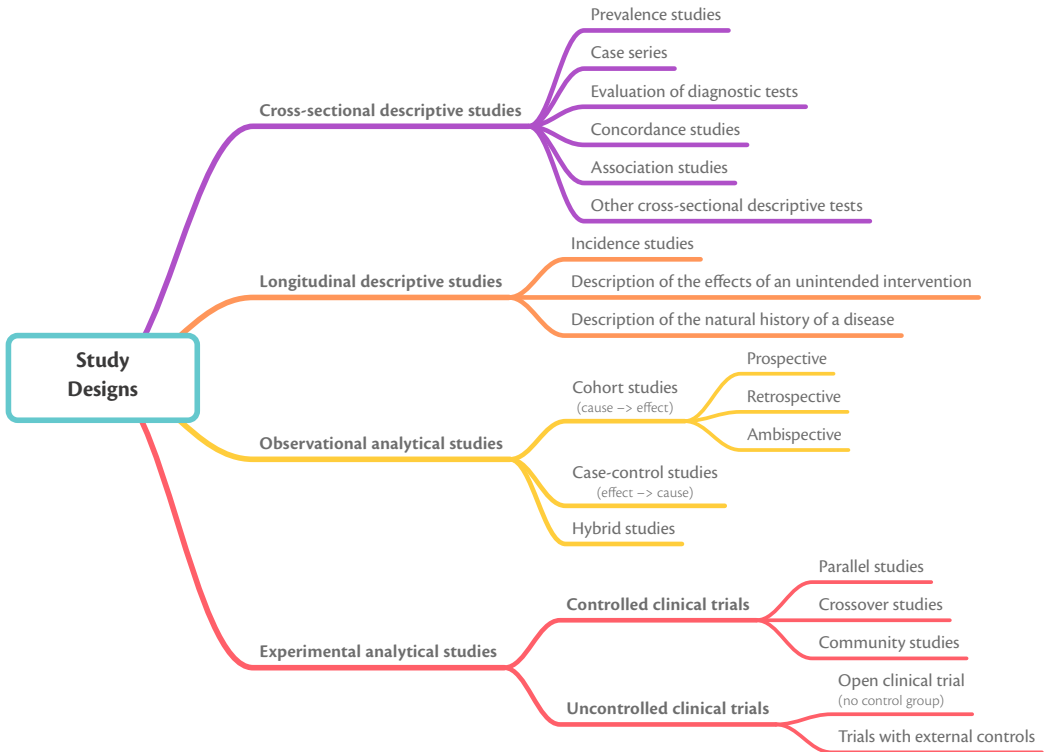 Study
Designs
Cross-sectional descriptive studies
Prevalence studies
Case series
Evaluation of diagnostic tests
Concordance studies
Association studies
Other cross-sectional descriptive tests
Longitudinal descriptive studies
Incidence studies
Description of the effects of an unintended intervention
Description of the natural history of a disease
Observational analytical studies
Cohort studies
(cause –> effect)
Prospective
Retrospective
Ambispective
Case-control studies
(effect –> cause)
Hybrid studies
Experimental analytical studies
Controlled clinical trials
Parallel studies
Crossover studies
Community studies
Uncontrolled clinical trials
Open clinical trial
(no control group)
Trials with external controls